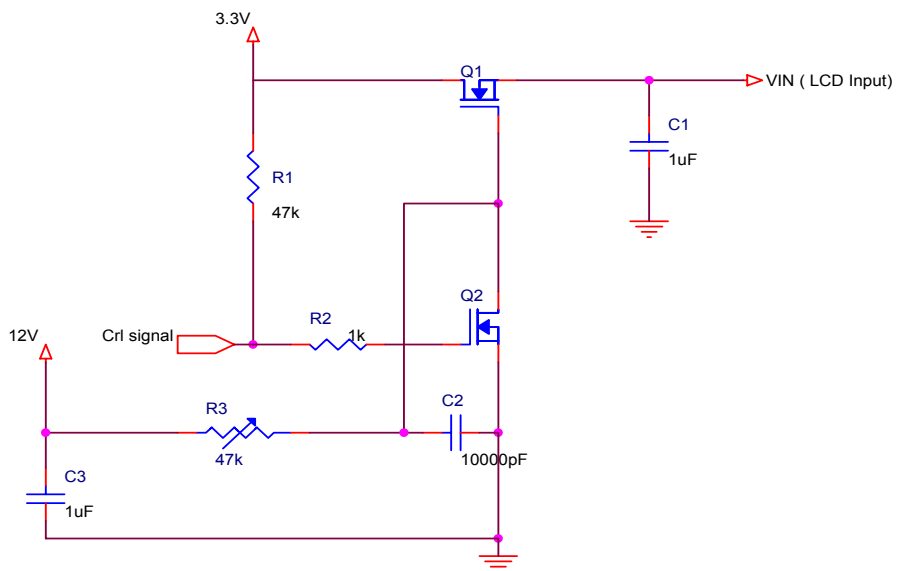 3.3V
Q1
VIN ( LCD Input)
C1
1uF
R1
47k
Q2
R2
1k
Crl signal
12V
C2
R3
47k
10000pF
C3
1uF